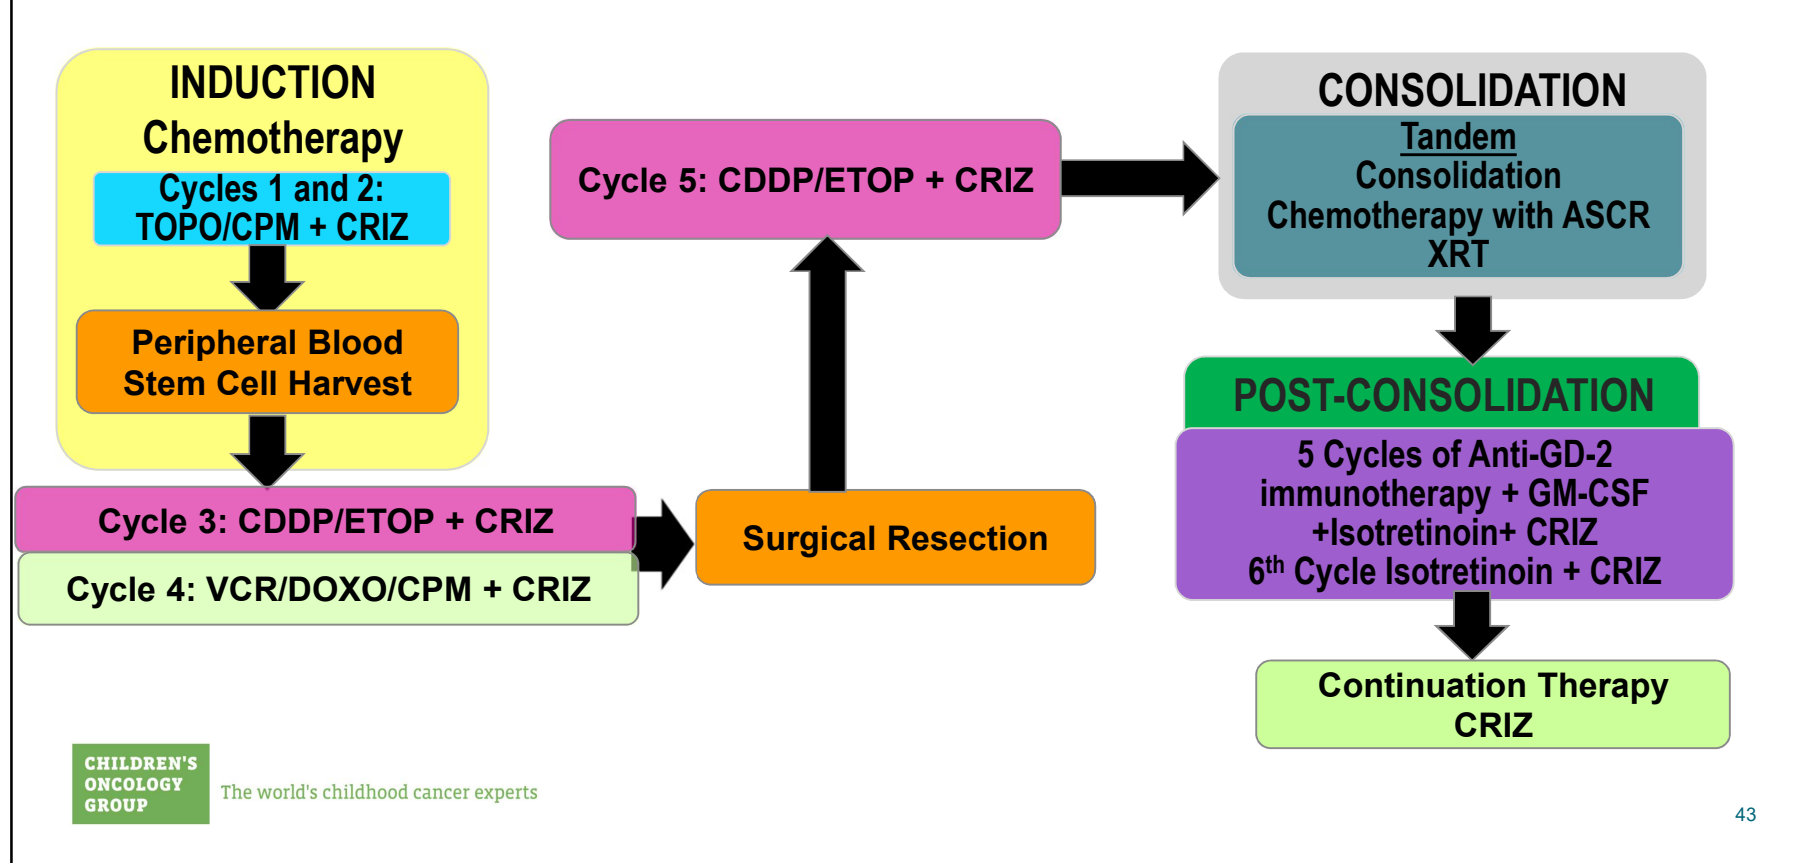 INDUCTION
Chemotherapy
Cycles 1 and 2:
TOPO/CPM + CRIZ
Peripheral Blood
Stem Cell Harvest
Cycle 3: CDDP/ETOP + CRIZ
Cycle 4: VCR/DOXO/CPM + CRIZ
Surgical Resection
Cycle 5: CDDP/ETOP + CRIZ
CONSOLIDATION
Tandem
Consolidation
Chemotherapy with ASCR
XRT
POST-CONSOLIDATION
5 Cycles of Anti-GD-2
immunotherapy + GM-CSF
+Isotretinoin+ CRIZ
6th Cycle Isotretinoin + CRIZ
Continuation Therapy
CRIZ
CHILDREN'S
ONCOLOGY
GROUP
The world's childhood cancer experts
43